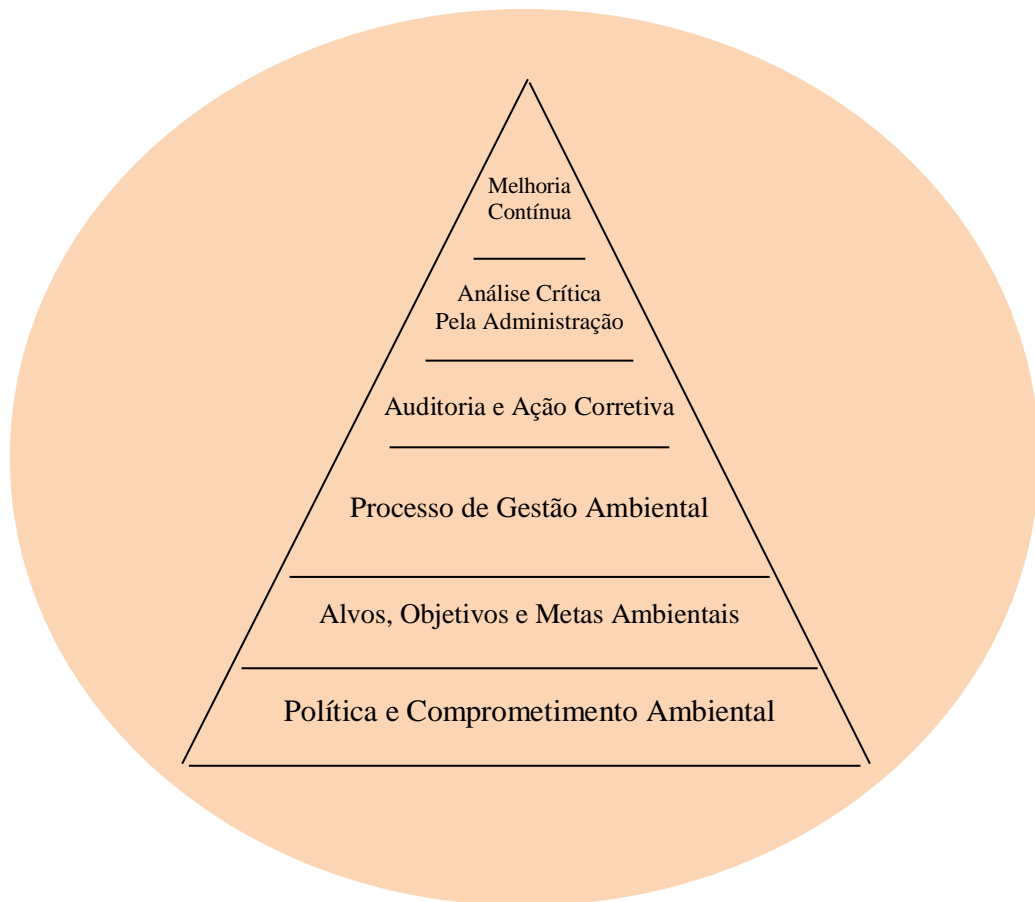 Melhoria
Contínua
Análise Crítica
Pela Administração
Auditoria e Ação Corretiva
Processo de Gestão Ambiental
Alvos, Objetivos e Metas Ambientais
Política e Comprometimento Ambiental